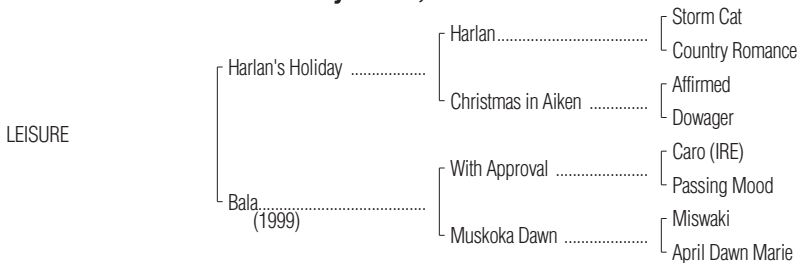 Storm Cat
Harlan
Country Romance
Harlan's Holiday
Affirmed
Christmas in Aiken
Dowager
LEISURE
Caro (IRE)
With Approval
Passing Mood
Bala
(1999)
Miswaki
Muskoka Dawn
April Dawn Marie